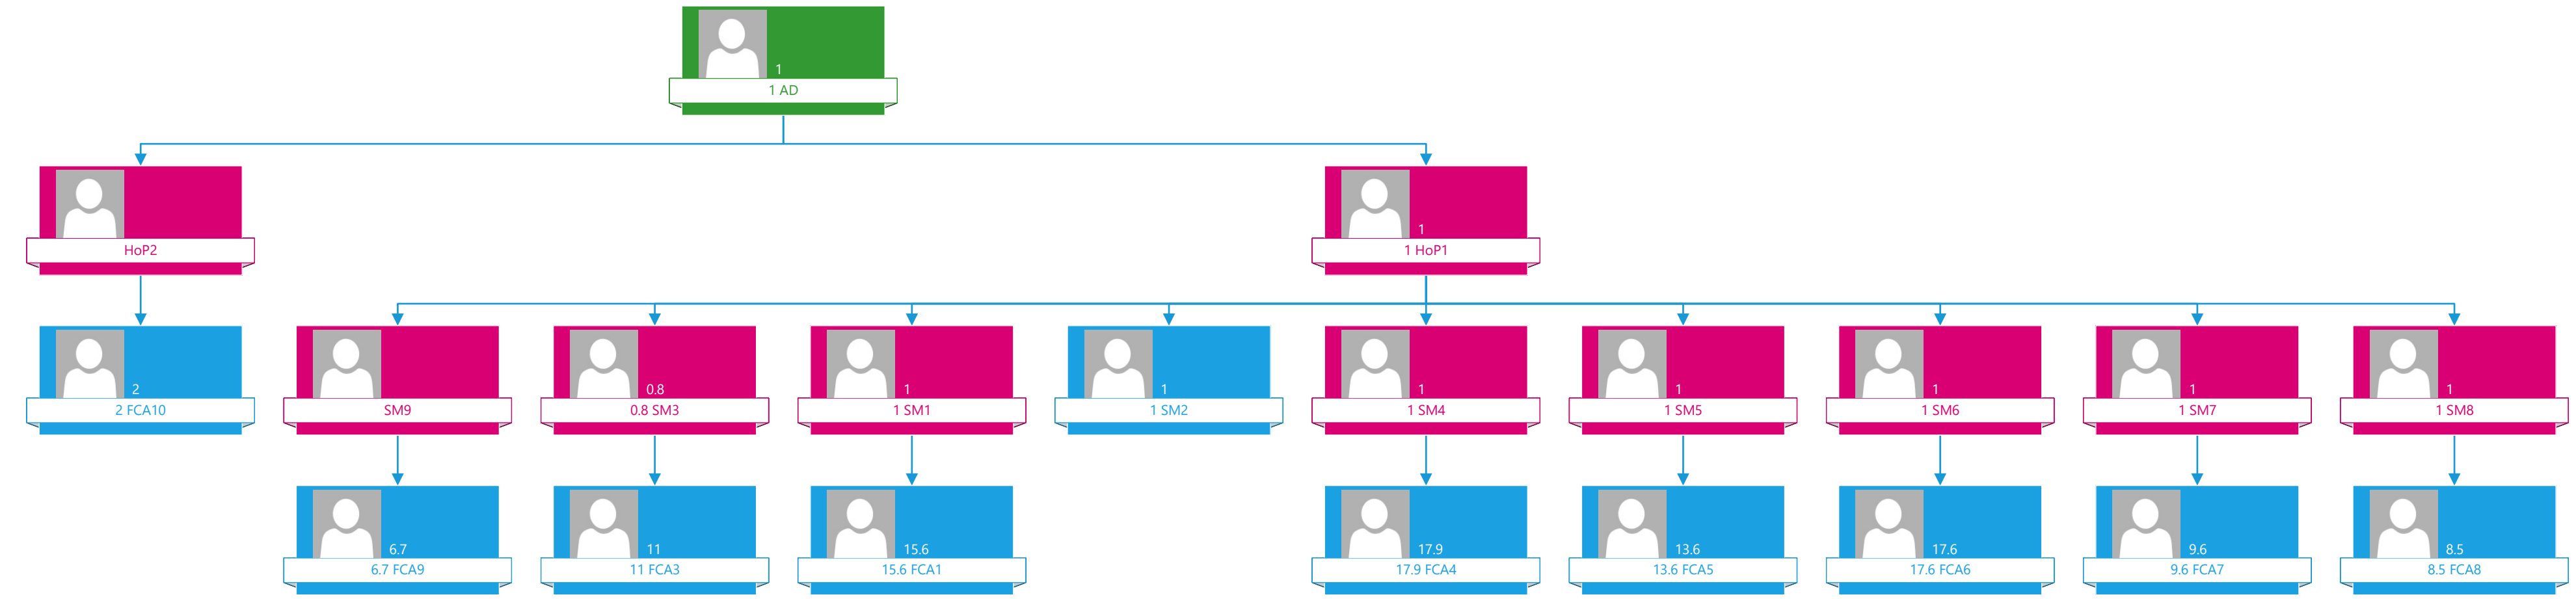 1
1 AD
HoP2
1
1 HoP1
2
2 FCA10
SM9
0.8
0.8 SM3
1
1 SM1
1
1 SM2
1
1 SM4
1
1 SM5
1
1 SM6
1
1 SM7
1
1 SM8
6.7
6.7 FCA9
11
11 FCA3
15.6
15.6 FCA1
17.9
17.9 FCA4
13.6
13.6 FCA5
17.6
17.6 FCA6
9.6
9.6 FCA7
8.5
8.5 FCA8